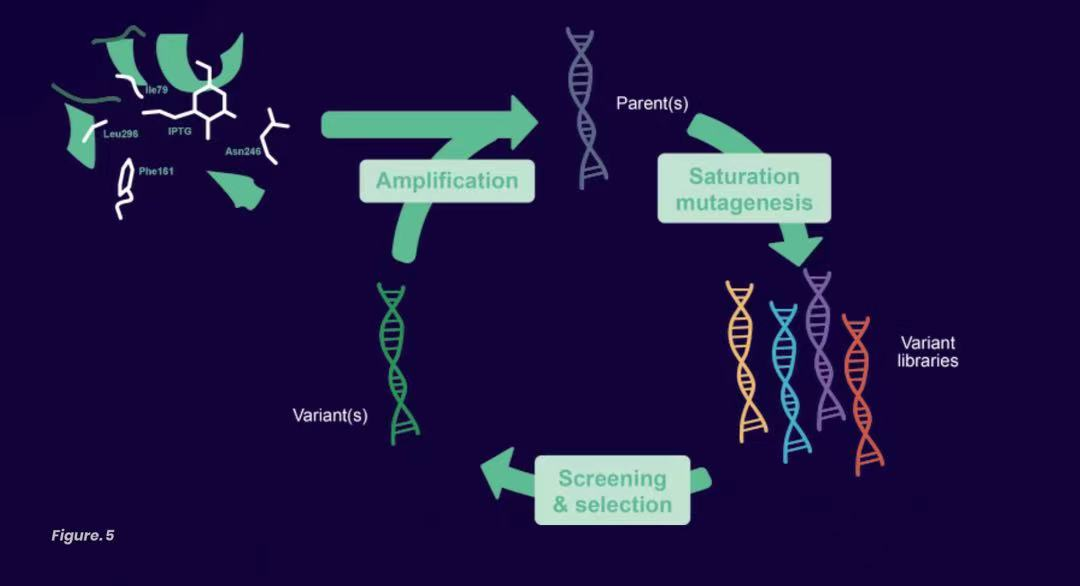 Ile79
Leu296
IPTG
Asn246
Phe161
Parent(s)
Amplification
Saturation
mutagenesis
Variant
libraries
Variant(s)
Screening
& selection
Figure. 5